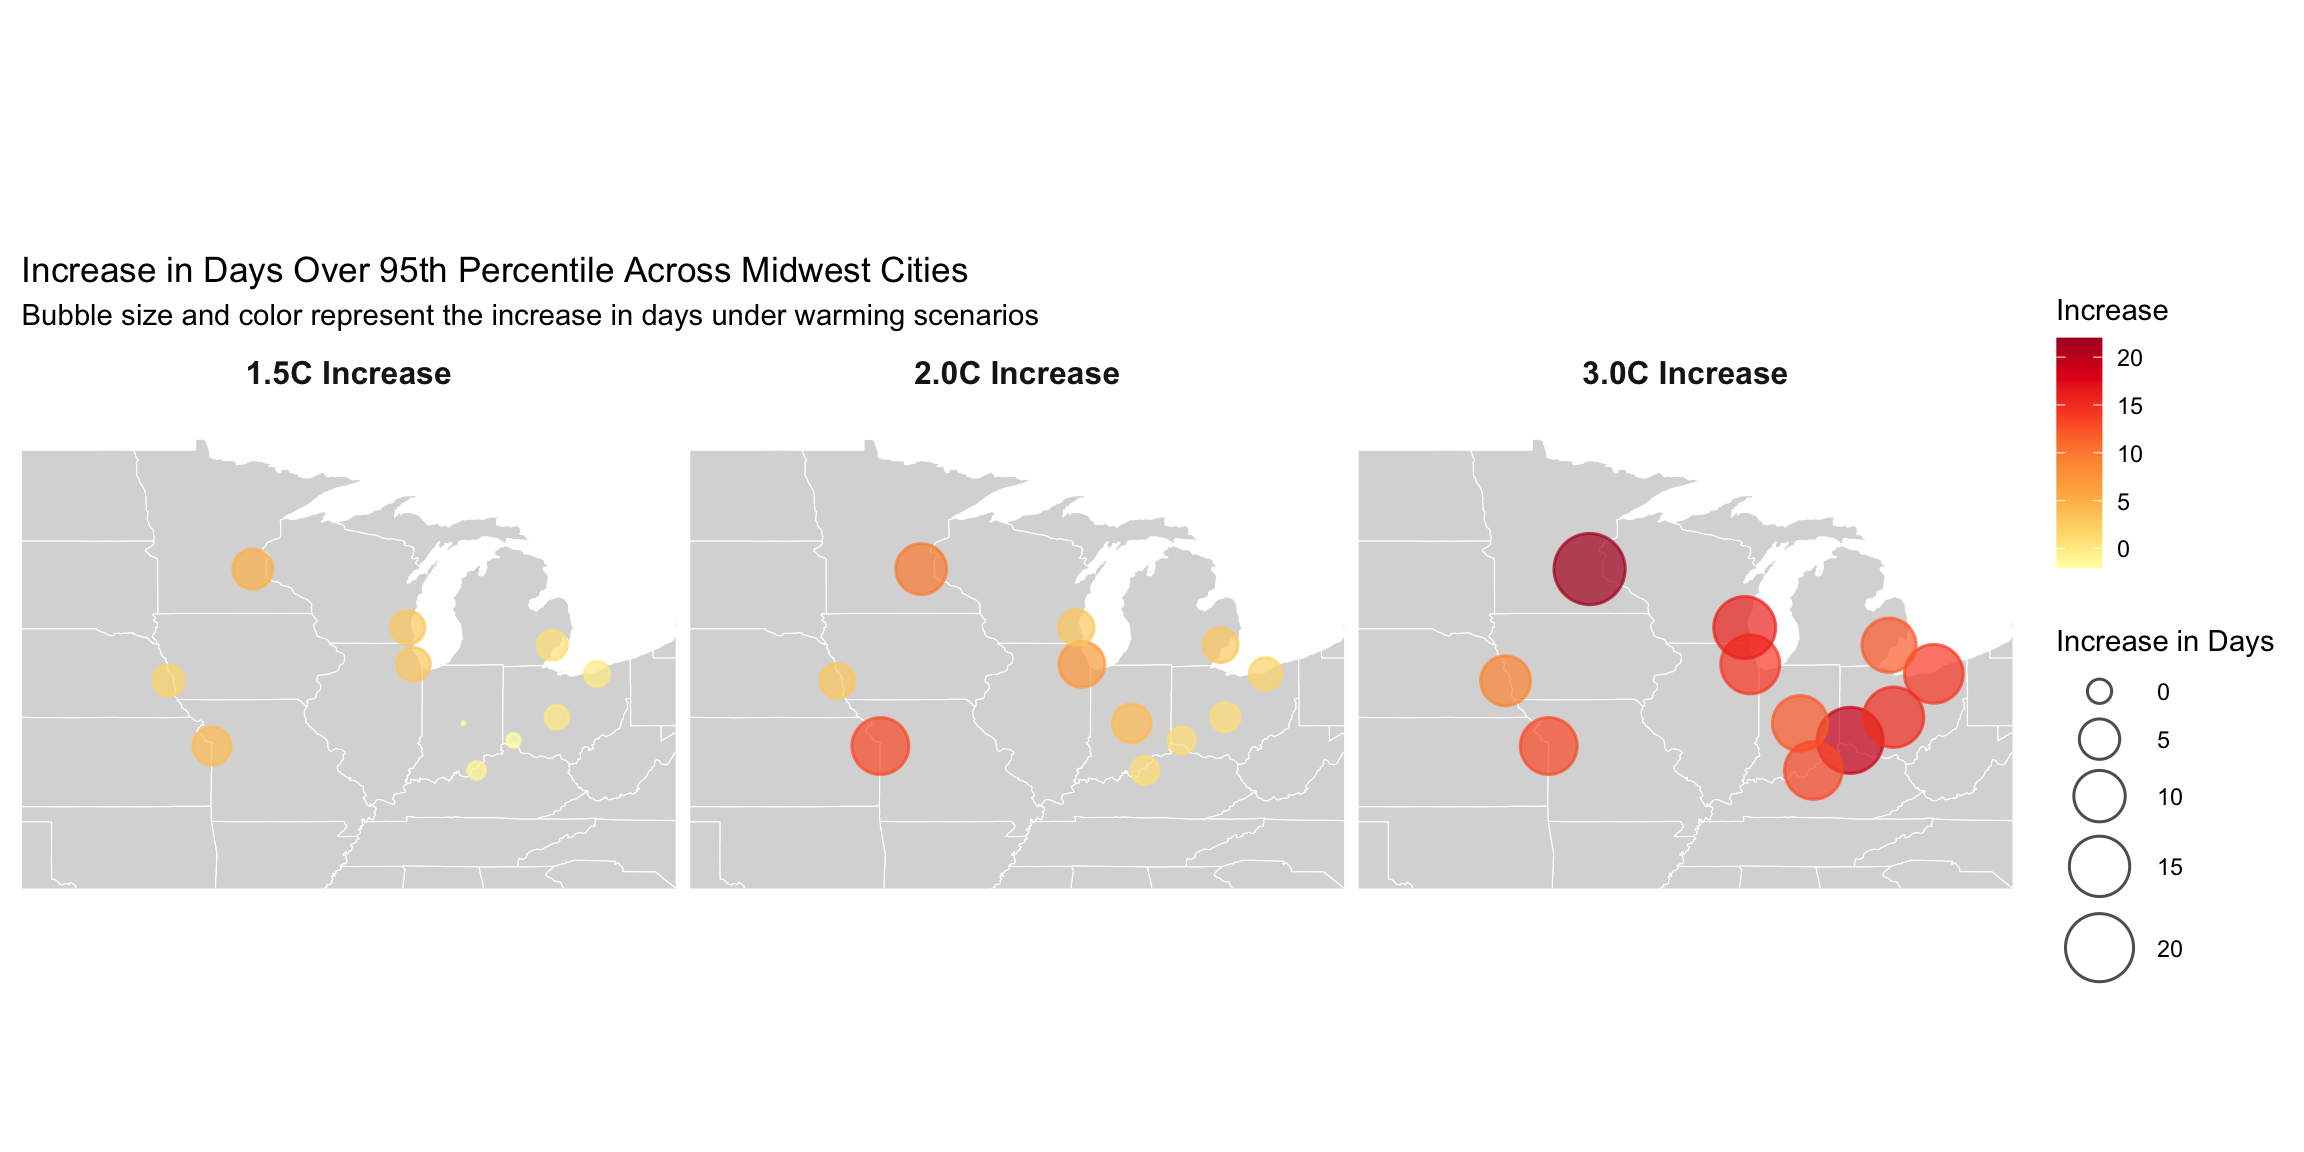 Increase in Days Over 95th Percentile Across Midwest Cities
Bubble size and color represent the increase in days under warming scenarios
1.5C Increase
2.0C Increase
3.0C Increase
Increase
20
15
10
5
0
Increase in Days
0
5
10
15
20